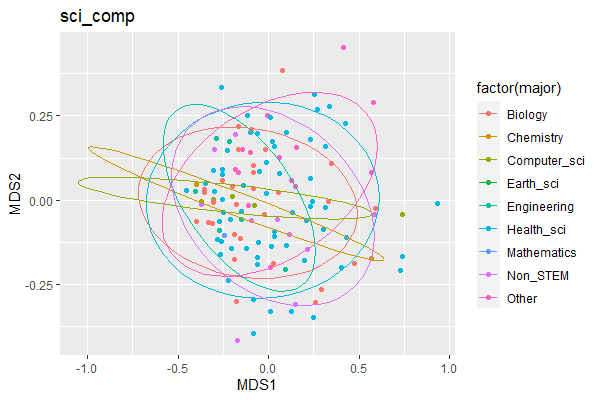 sci_comp
MDS2
0.25
0.00
-0.25
-1.0
-0.5
0.0
0.5
1.0
MDS1
factor(major)
Biology
Chemistry
Computer_sci
Earth_sci
Engineering
Health_sci
Mathematics
Non_STEM
Other